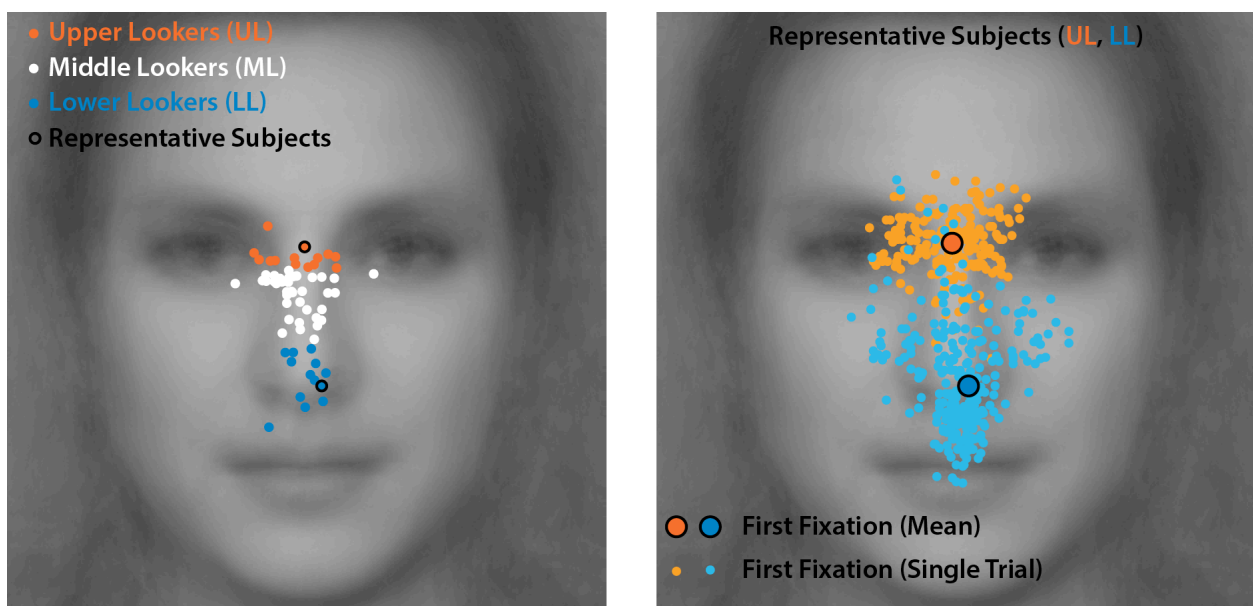 Upper Lookers (UL)
Middle Lookers (ML)
Lower Lookers (LL)
Representative Subjects
Representative Subjects (UL, LL)
First Fixation (Mean)
First Fixation (Single Trial)